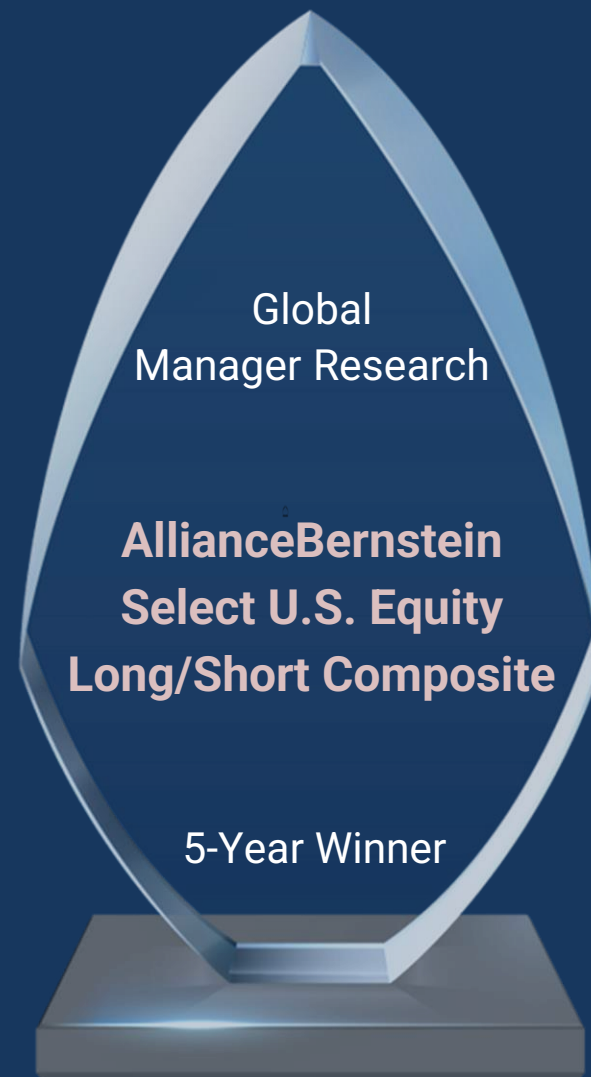 Global
Manager Research
AllianceBernstein
Select U.S. Equity
Long/Short Composite
5-Year Winner